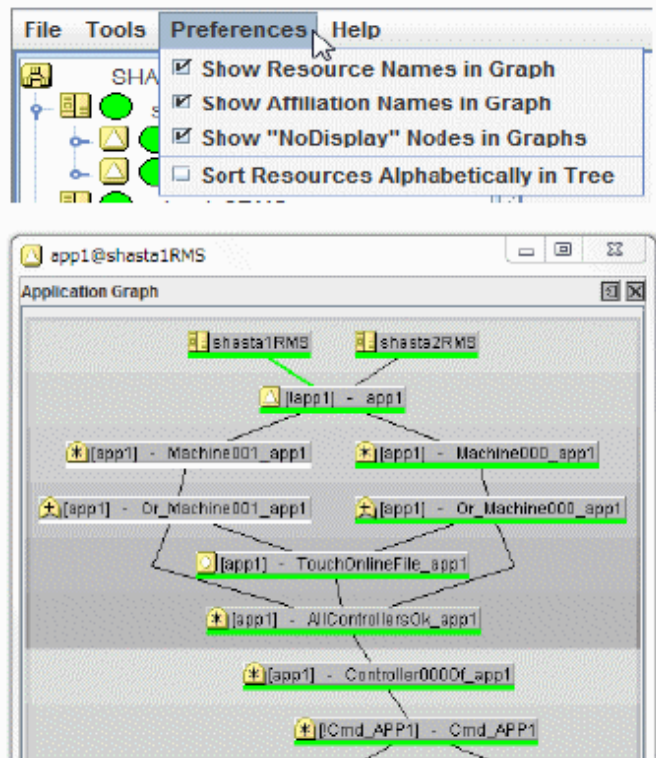 File Tools Preferences Help
SHA
Show Resource Names in Graph
Show Affiliation Names in Graph
Show "NoDisplay" Nodes in Graphs
Sort Resources Alphabetically in Tree
app1@shasta1RMS
Application Graph
shasta1RMS shasta2RMS
[!app1] - app1
[app1] - Machine001_app1 [app1] - Machine000_app1
[app1] - Or_Machine001_app1 [app1] - Or_Machine000_app1
[app1] - TouchOnlineFile_app1
[app1] - AllControllersOk_app1
[app1] - Controller000Of_app1
[!Cmd_APP1] - Cmd_APP1